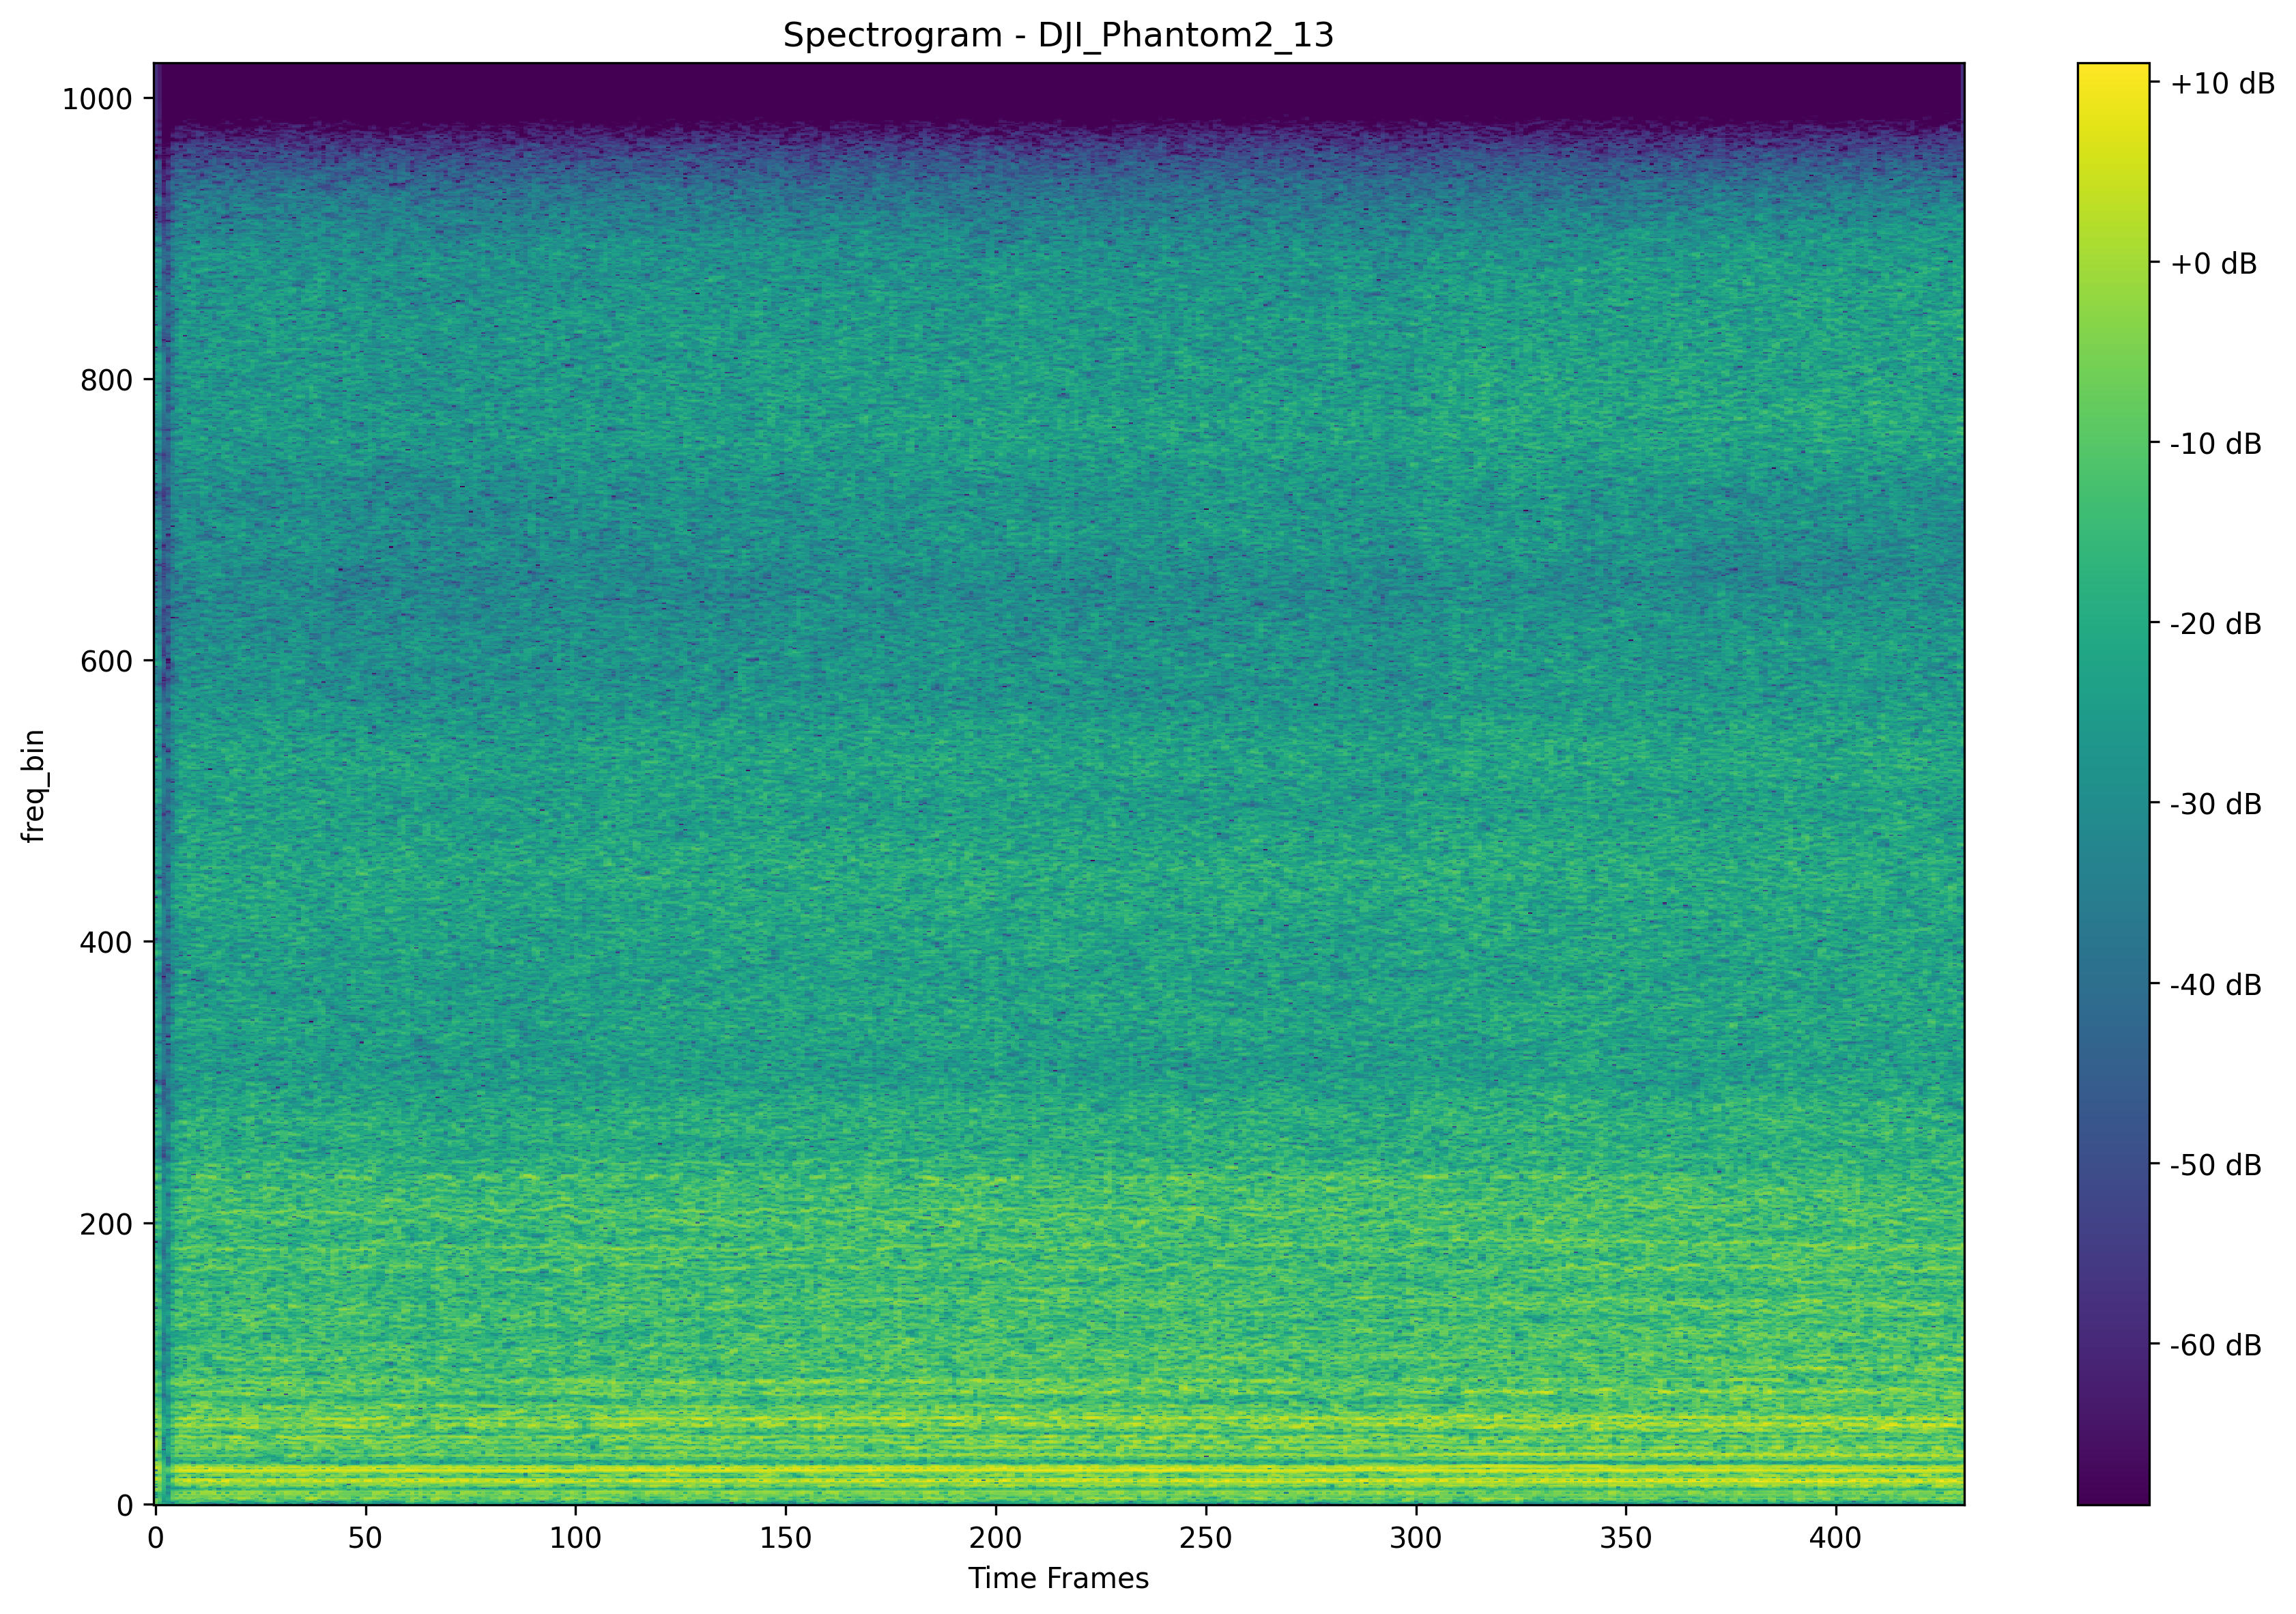 Spectrogram - DJI_Phantom2_13
1000
800
600
400
200
0
freq_bin
0 50 100 150 200 250 300 350 400
Time Frames
+10 dB
+0 dB
-10 dB
-20 dB
-30 dB
-40 dB
-50 dB
-60 dB